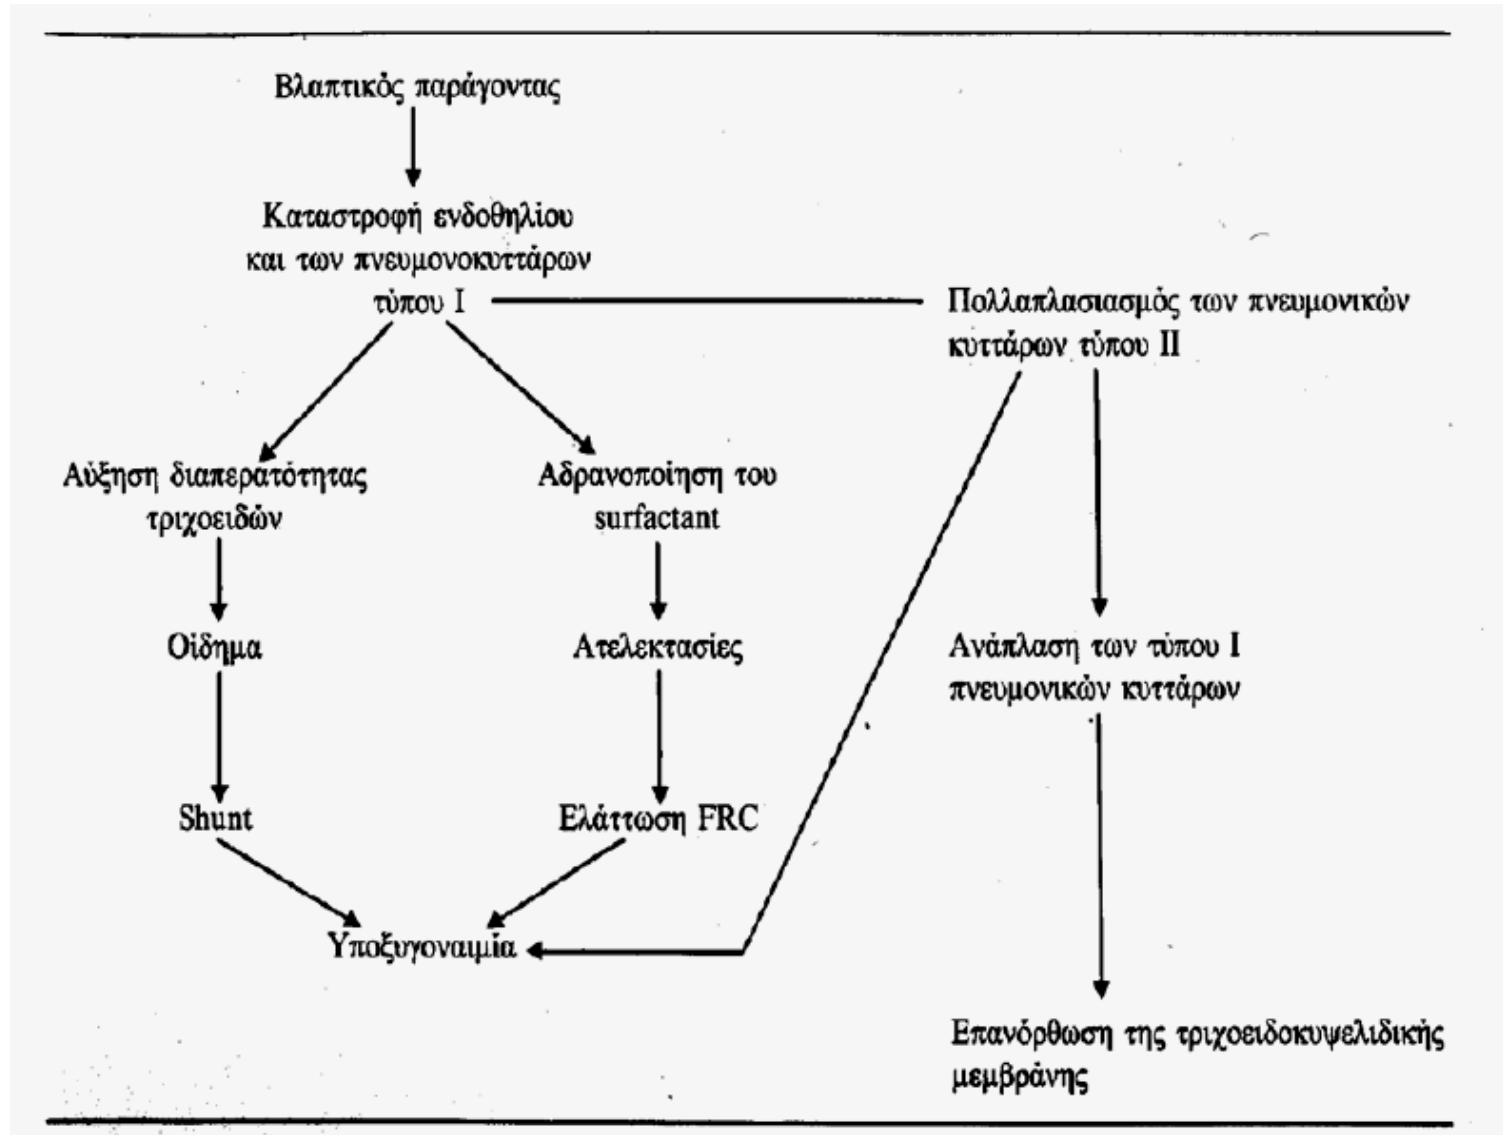 Βλαπτικός παράγοντας
Καταστροφή ενδοθηλίου
και των πνευμονοκυττάρων
τύπου Ι
Πολλαπλασιασμός των πνευμονικών
κυττάρων τύπου ΙΙ
Αύξηση διαπερατότητας
τριχοειδών
Αδρανοποίηση του
surfactant
Οίδημα
Ατελεκτασίες
Ανάπλαση των τύπου Ι
πνευμονικών κυττάρων
Shunt
Ελάττωση FRC
Υποξυγοναιμία
Επανόρθωση της τριχοειδοκυψελιδικής
μεμβράνης